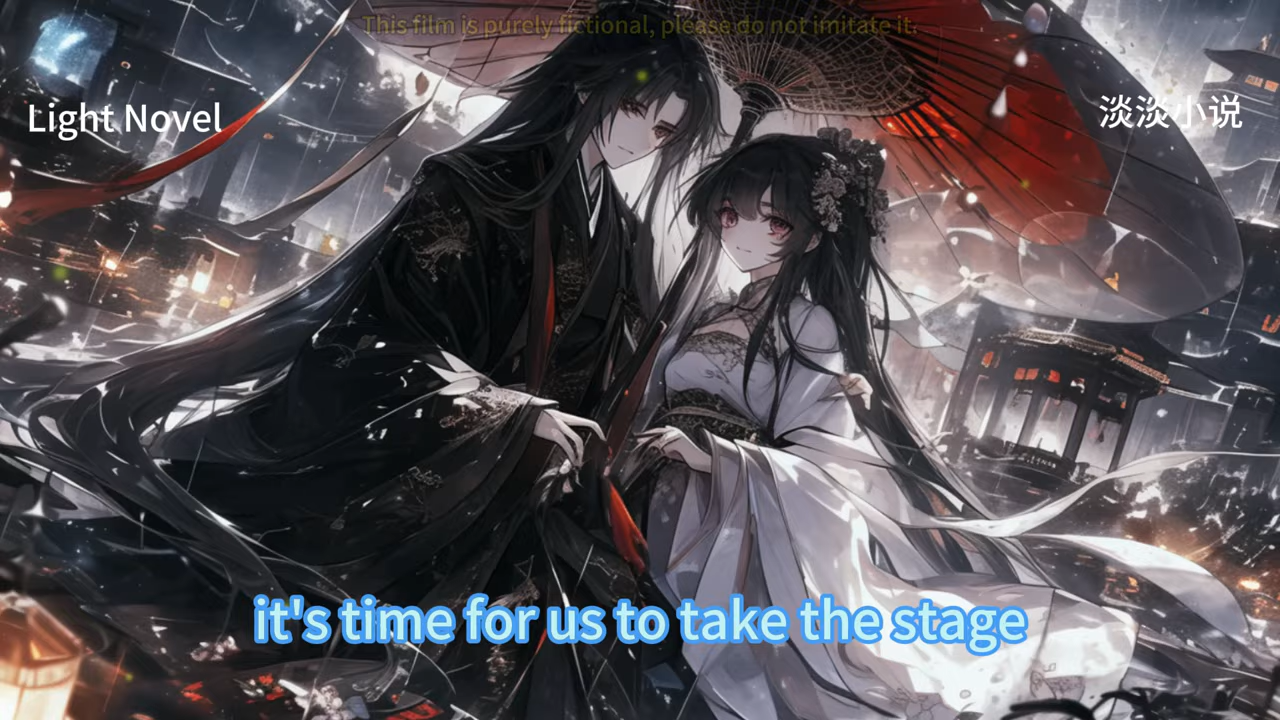 This film is purely fictional, please do not imitate it.
Light Novel
淡淡小说
it's time for us to take the stage